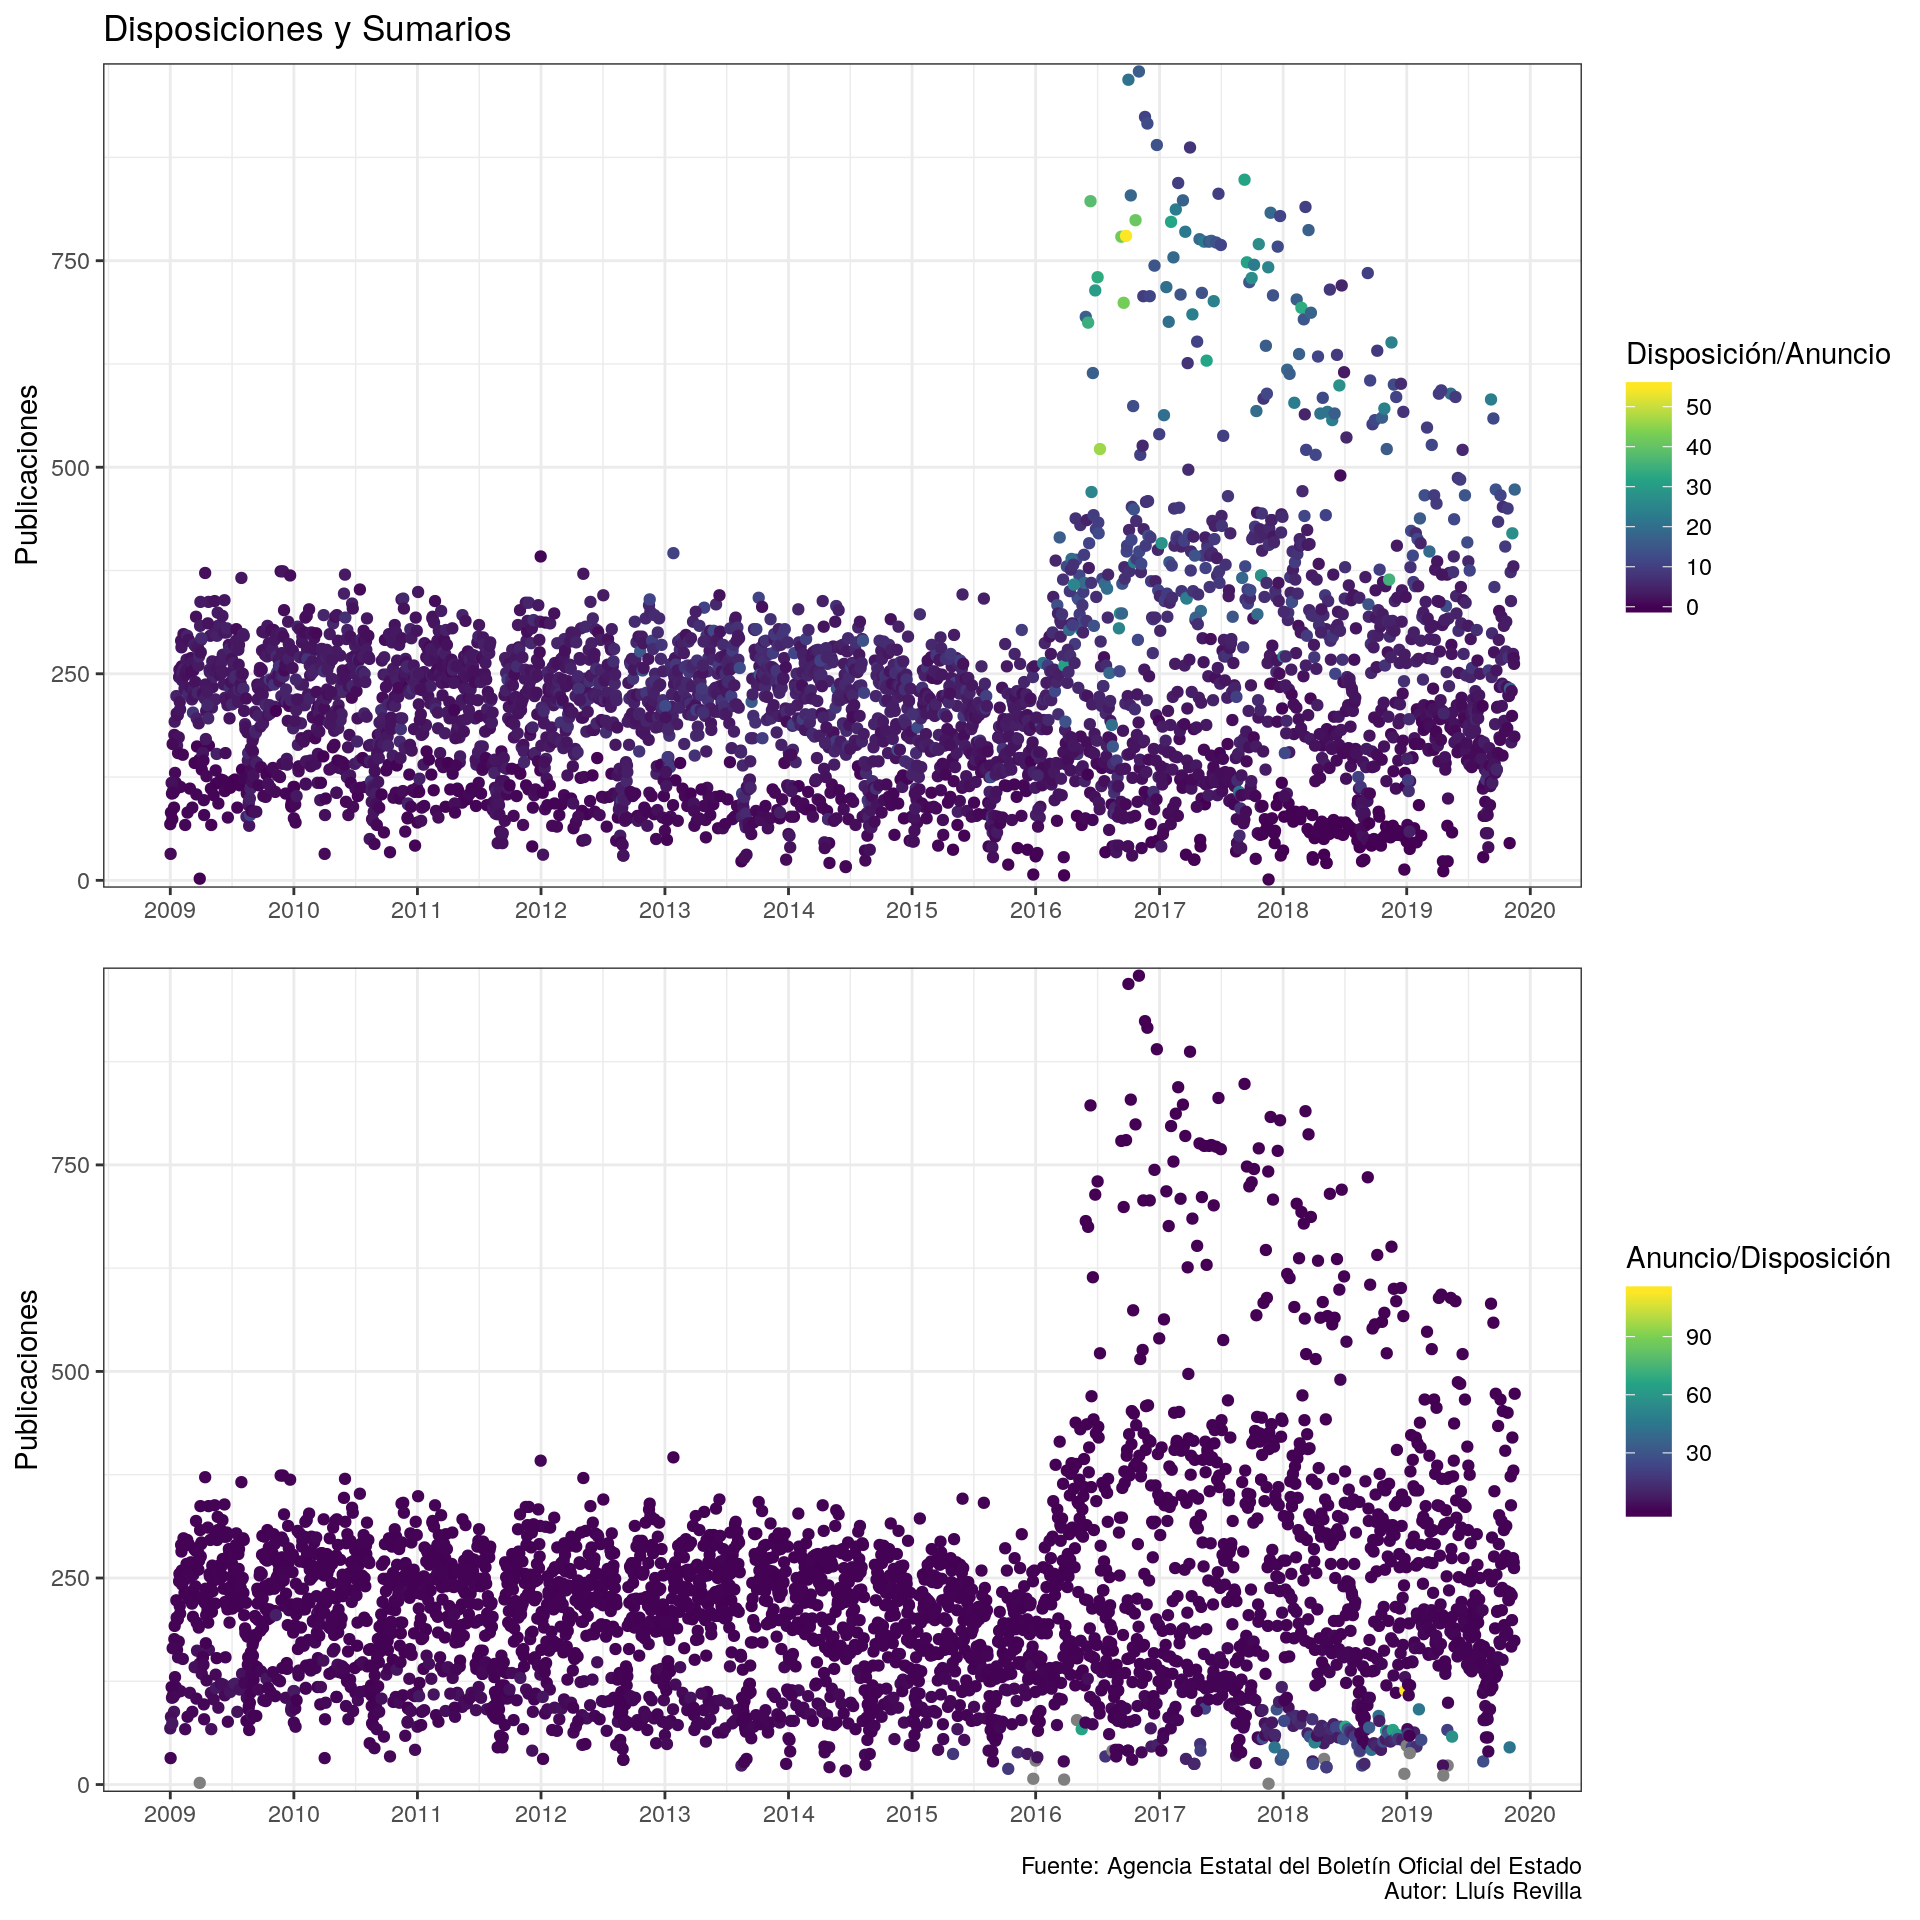 Disposiciones y Sumarios
Publicaciones
750
500
250
0
2009 2010 2011 2012 2013 2014 2015 2016 2017 2018 2019 2020
Disposición/Anuncio
50
40
30
20
10
0
Publicaciones
750
500
250
0
2009 2010 2011 2012 2013 2014 2015 2016 2017 2018 2019 2020
Anuncio/Disposición
90
60
30
Fuente: Agencia Estatal del Boletín Oficial del Estado
Autor: Lluís Revilla